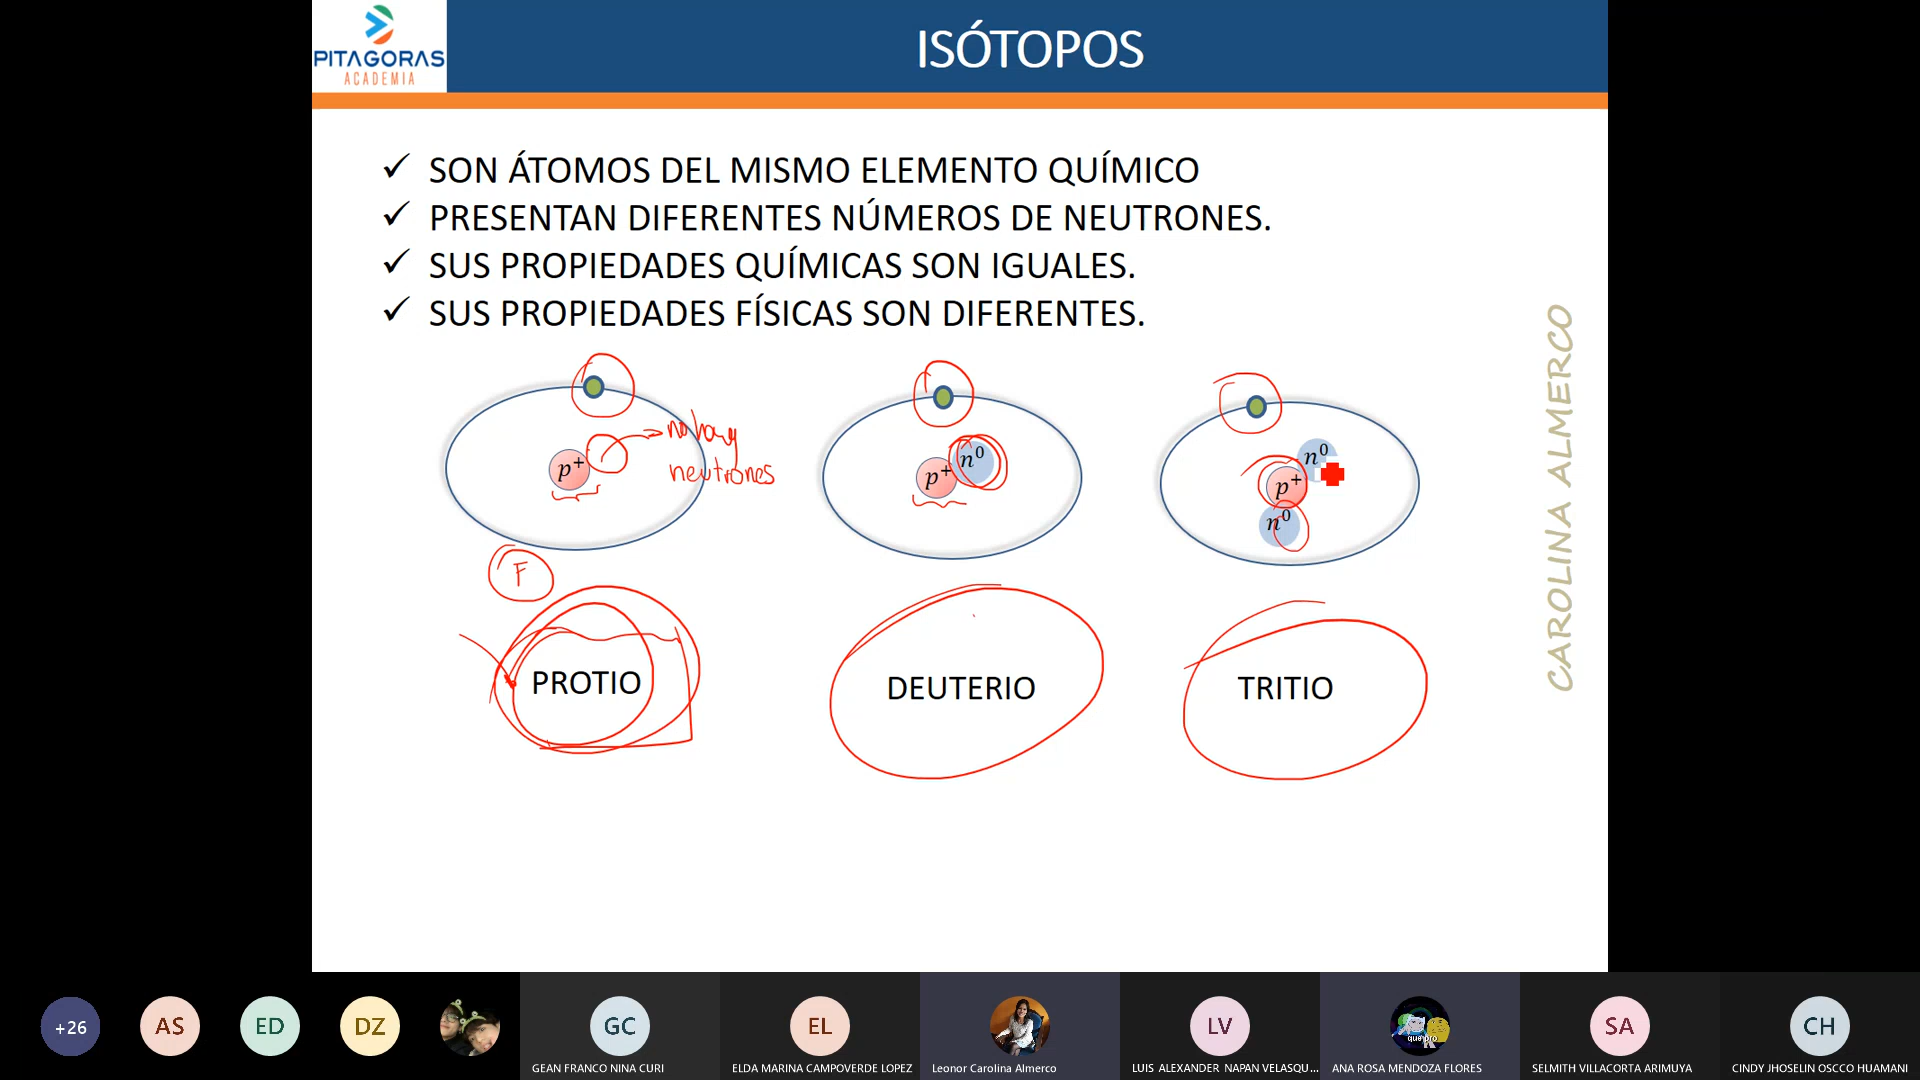 PITAGORAS
ACADEMIA
ISÓTOPOS
✓ SON ÁTOMOS DEL MISMO ELEMENTO QUÍMICO
✓ PRESENTAN DIFERENTES NÚMEROS DE NEUTRONES.
✓ SUS PROPIEDADES QUÍMICAS SON IGUALES.
✓ SUS PROPIEDADES FÍSICAS SON DIFERENTES.
CAROLINA ALMERCO
p⁺
no hay
neutrones
p⁺ n⁰
n⁰
p⁺
n⁰
F
PROTIO
DEUTERIO
TRITIO
+26
AS
ED
DZ
GC
EL
LV
que pro
SA
CH
GEAN FRANCO NINA CURI
ELDA MARINA CAMPOVERDE LOPEZ
Leonor Carolina Almerco
LUIS ALEXANDER NAPAN VELASQU...
ANA ROSA MENDOZA FLORES
SELMITH VILLACORTA ARIMUYA
CINDY JHOSELIN OSCCO HUAMANI